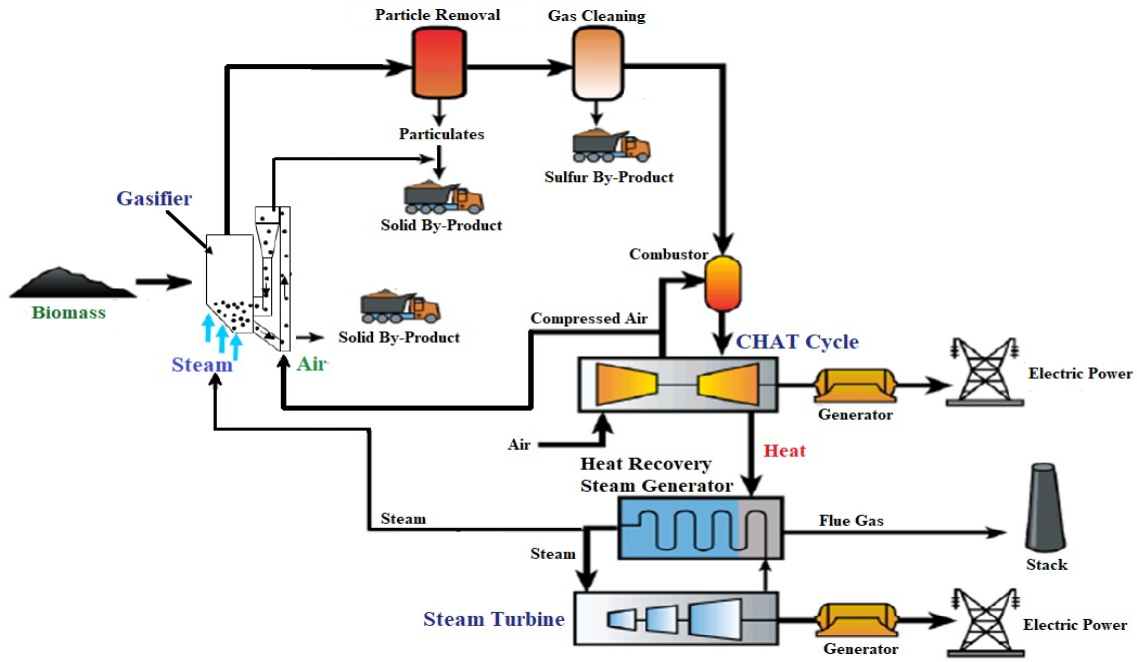 Particle Removal
Gas Cleaning
Particulates
Sulfur By-Product
Gasifier
Solid By-Product
Combustor
Biomass
Compressed Air
Solid By-Product
CHAT Cycle
Steam
Air
Electric Power
Generator
Air
Heat
Heat Recovery
Steam Generator
Steam
Flue Gas
Steam
Stack
Steam Turbine
Electric Power
Generator